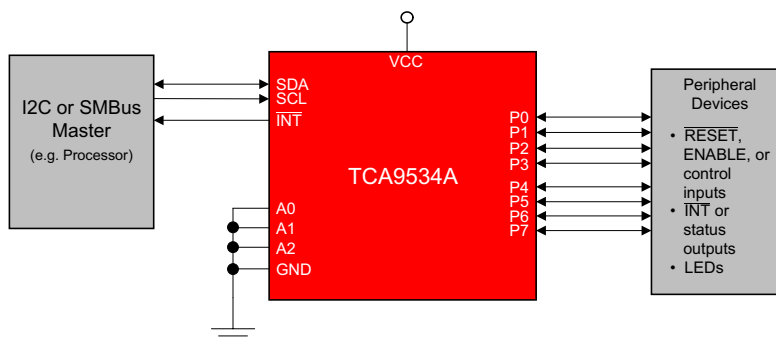 VCC
I2C or SMBus
Master
(e.g. Processor)
SDA
SCL
INT
A0
A1
A2
GND
TCA9534A
P0
P1
P2
P3
P4
P5
P6
P7
Peripheral
Devices
• RESET,
ENABLE, or
control
inputs
• INT or
status
outputs
• LEDs